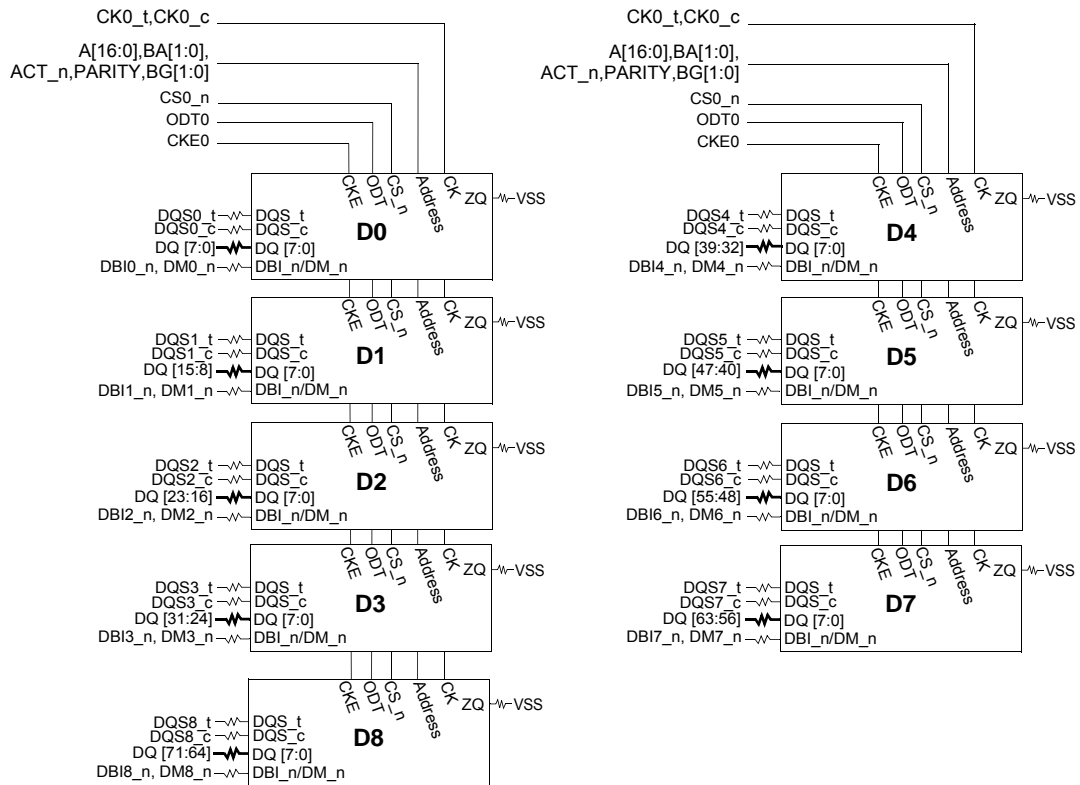 CK0_t,CK0_c
A[16:0],BA[1:0],
ACT_n,PARITY,BG[1:0]
CS0_n
ODT0
CKE0
CKE
ODT
CS_n
Address
CK
ZQ
VSS
DQS0_t
DQS_t
DQS0_c
DQS_c
D0
DQ [7:0]
DQ [7:0]
DBI0_n, DM0_n
DBI_n/DM_n
CKE
ODT
CS_n
Address
CK
ZQ
VSS
DQS1_t
DQS_t
DQS1_c
DQS_c
D1
DQ [15:8]
DQ [7:0]
DBI1_n, DM1_n
DBI_n/DM_n
CKE
ODT
CS_n
Address
CK
ZQ
VSS
DQS2_t
DQS_t
DQS2_c
DQS_c
D2
DQ [23:16]
DQ [7:0]
DBI2_n, DM2_n
DBI_n/DM_n
CKE
ODT
CS_n
Address
CK
ZQ
VSS
DQS3_t
DQS_t
DQS3_c
DQS_c
D3
DQ [31:24]
DQ [7:0]
DBI3_n, DM3_n
DBI_n/DM_n
CKE
ODT
CS_n
Address
CK
ZQ
VSS
DQS8_t
DQS_t
DQS8_c
DQS_c
D8
DQ [71:64]
DQ [7:0]
DBI8_n, DM8_n
DBI_n/DM_n
CK0_t,CK0_c
A[16:0],BA[1:0],
ACT_n,PARITY,BG[1:0]
CS0_n
ODT0
CKE0
CKE
ODT
CS_n
Address
CK
ZQ
VSS
DQS4_t
DQS_t
DQS4_c
DQS_c
D4
DQ [39:32]
DQ [7:0]
DBI4_n, DM4_n
DBI_n/DM_n
CKE
ODT
CS_n
Address
CK
ZQ
VSS
DQS5_t
DQS_t
DQS5_c
DQS_c
D5
DQ [47:40]
DQ [7:0]
DBI5_n, DM5_n
DBI_n/DM_n
CKE
ODT
CS_n
Address
CK
ZQ
VSS
DQS6_t
DQS_t
DQS6_c
DQS_c
D6
DQ [55:48]
DQ [7:0]
DBI6_n, DM6_n
DBI_n/DM_n
CKE
ODT
CS_n
Address
CK
ZQ
VSS
DQS7_t
DQS_t
DQS7_c
DQS_c
D7
DQ [63:56]
DQ [7:0]
DBI7_n, DM7_n
DBI_n/DM_n